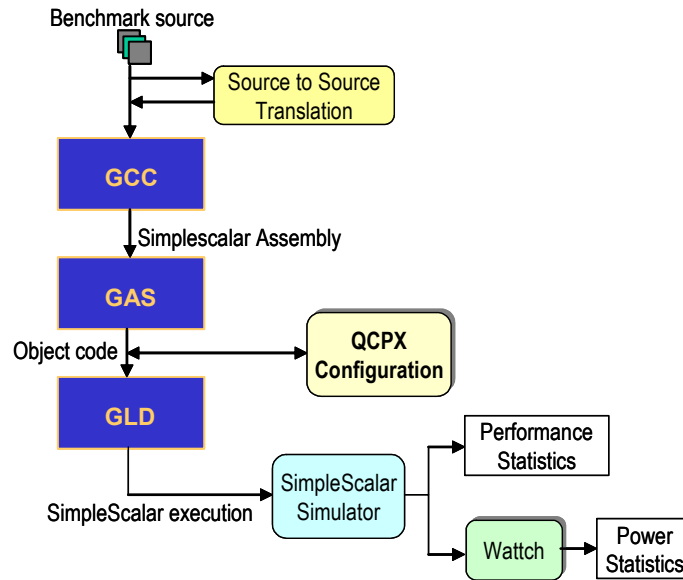 Benchmark source
Source to Source
Translation
GCC
Simplescalar Assembly
GAS
Object code
QCPX
Configuration
GLD
Performance
Statistics
SimpleScalar
Simulator
SimpleScalar execution
Wattch
Power
Statistics